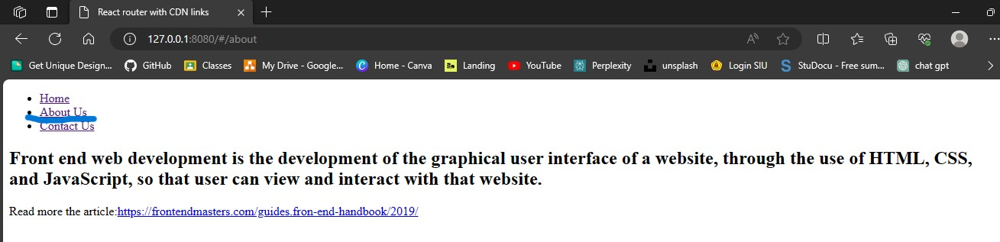 React router with CDN links
127.0.0.1:8080/#/about
Get Unique Design... GitHub Classes My Drive - Google... Home - Canva Landing YouTube Perplexity unsplash Login SIU StuDocu - Free sum... chat gpt
Home
About Us
Contact Us
Front end web development is the development of the graphical user interface of a website, through the use of HTML, CSS,
and JavaScript, so that user can view and interact with that website.
Read more the article:https://frontendmasters.com/guides.fron-end-handbook/2019/